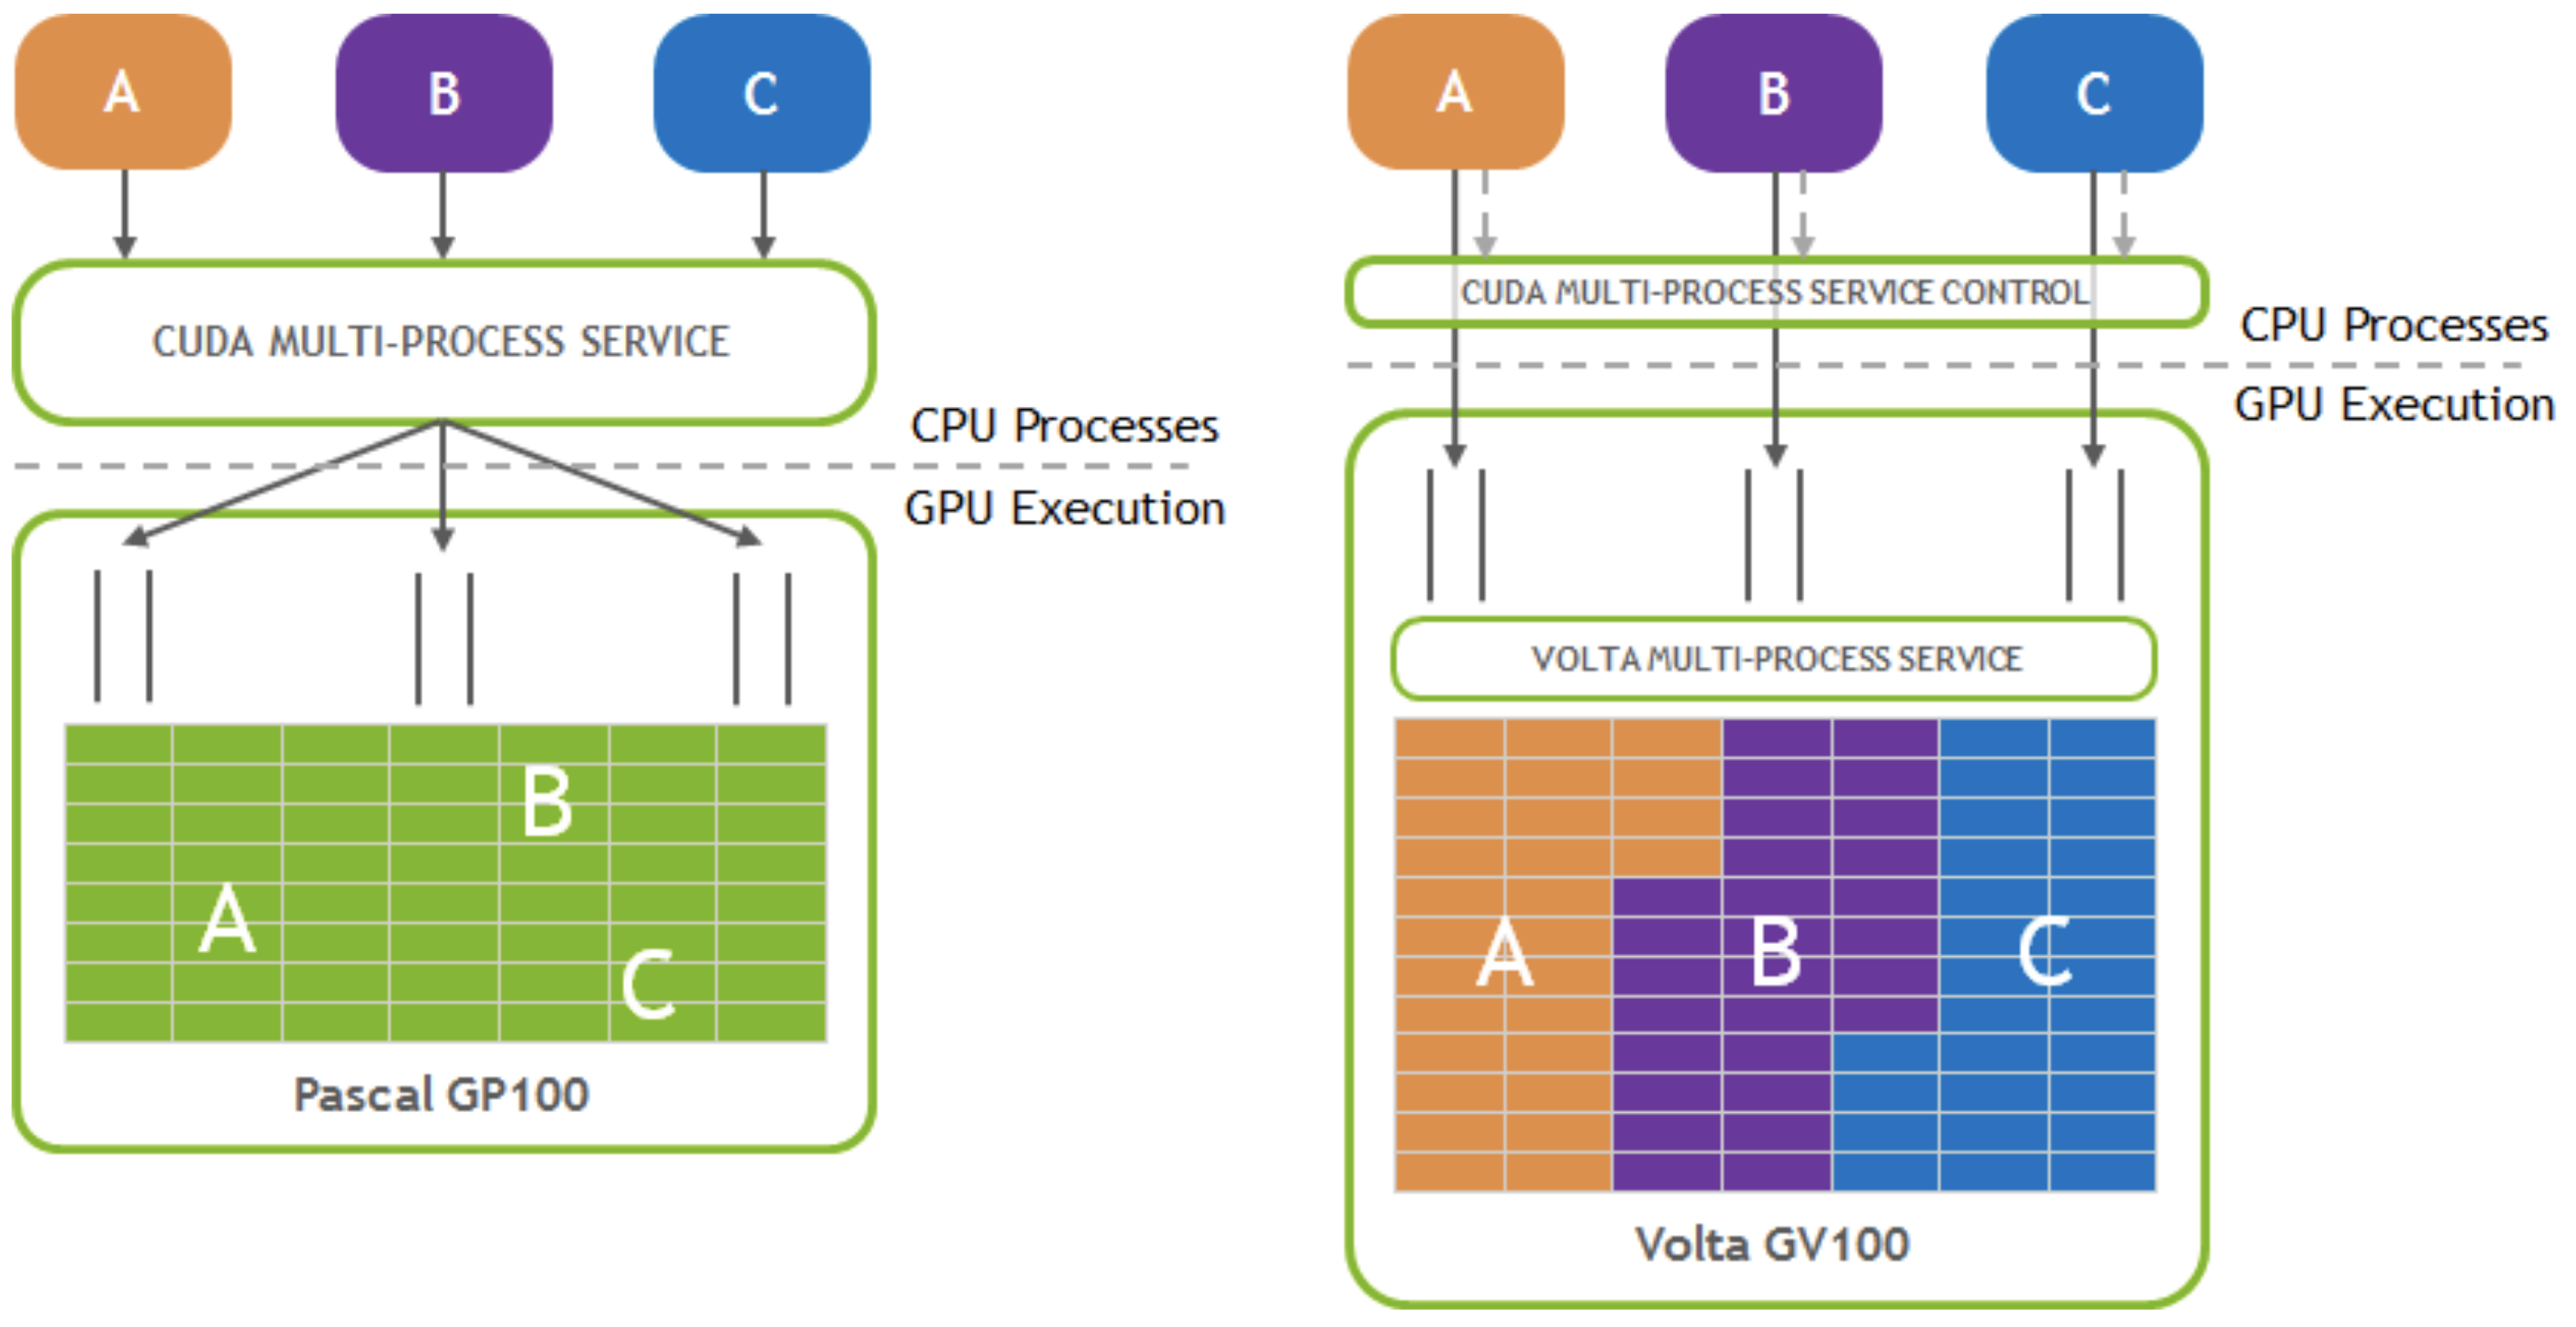 A
B
C
CUDA MULTI-PROCESS SERVICE
CPU Processes
GPU Execution
B
A
C
Pascal GP100
A
B
C
CUDA MULTI-PROCESS SERVICE CONTROL
CPU Processes
GPU Execution
VOLTA MULTI-PROCESS SERVICE
A
B
C
Volta GV100